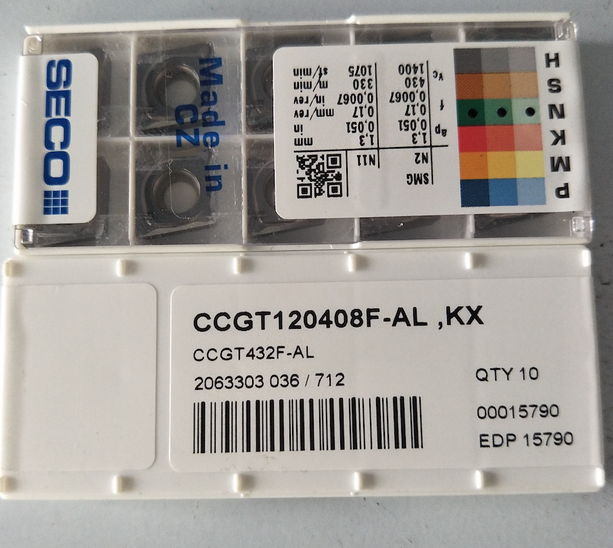 SECO
Made in
CZ
P M K N S H
SMG N2 N11
ap 1,3 1,3 mm
0.051 0.051 in
f 0,17 0,17 mm/rev
0.0067 0.0067 in/rev
vc 430 330 m/min
1400 1075 sf/min
CCGT120408F-AL ,KX
CCGT432F-AL
2063303 036 / 712
QTY 10
00015790
EDP 15790